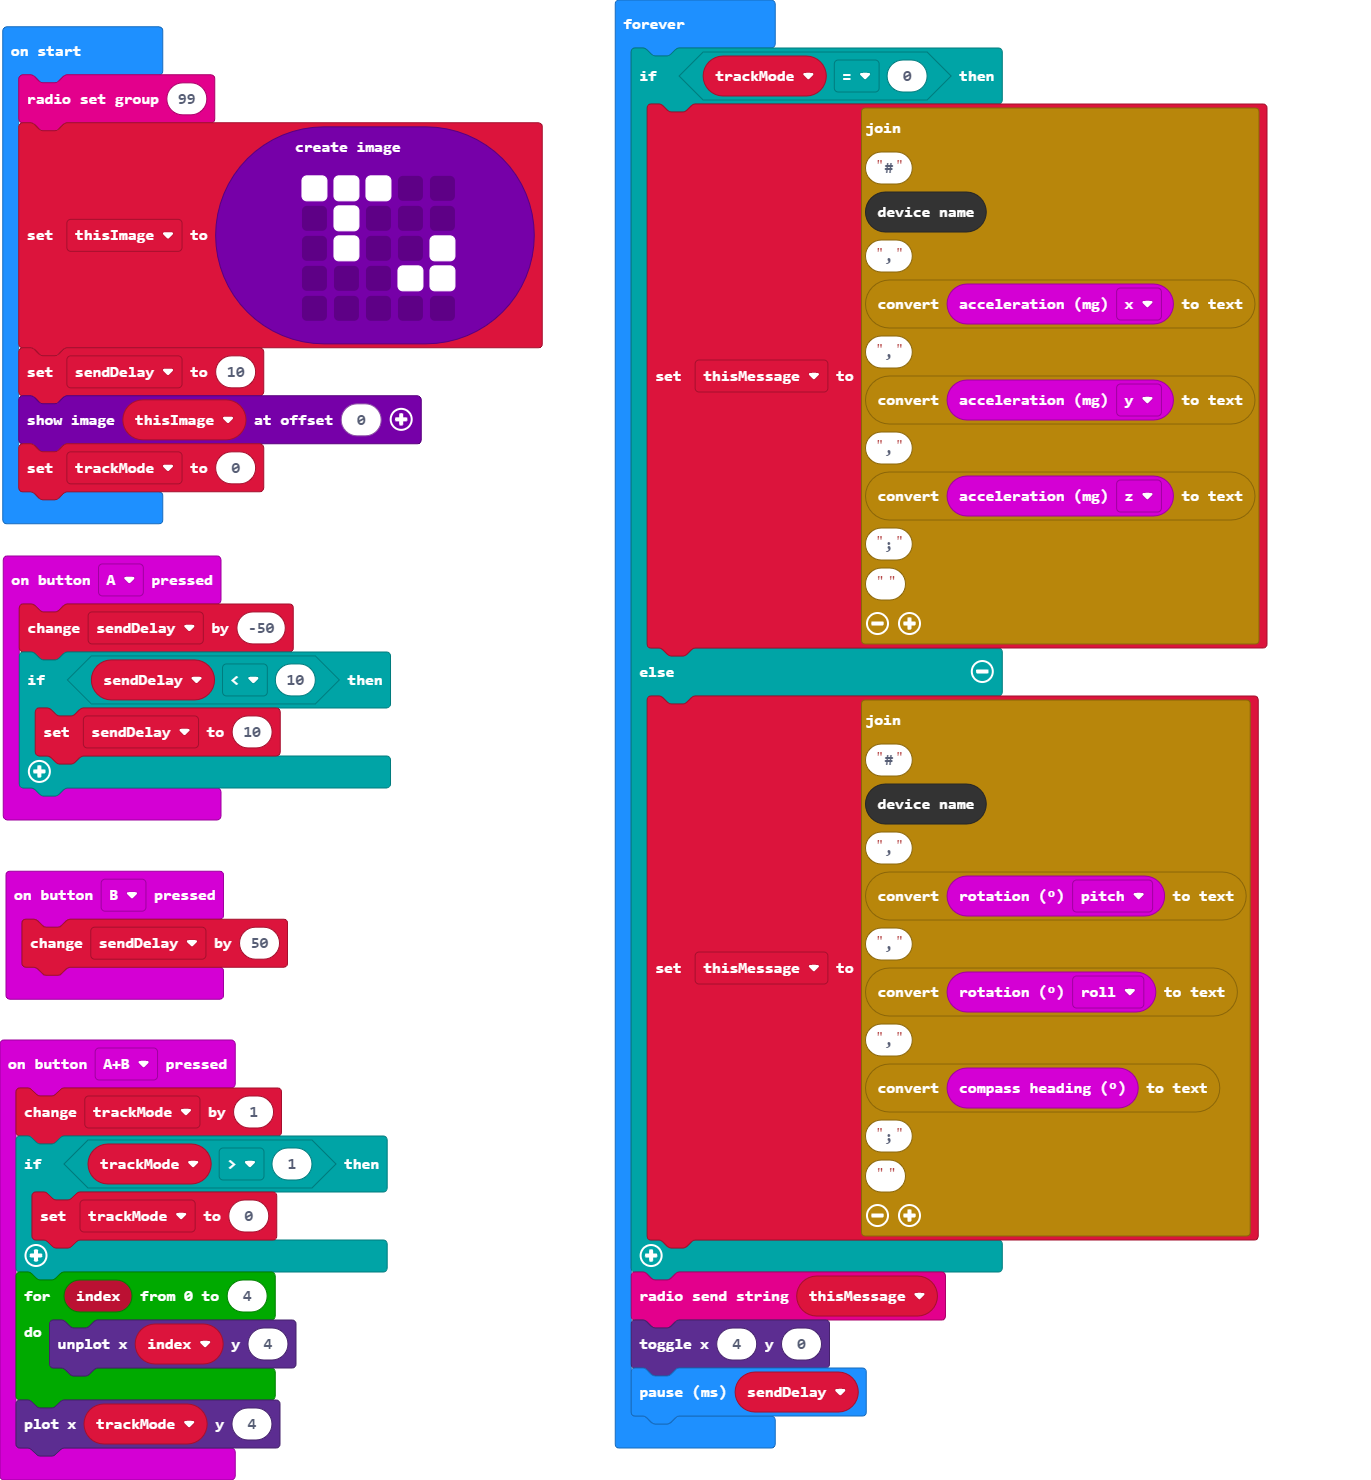 on start
radio set group 99
create image
set thisImage to
set sendDelay to 10
show image thisImage at offset 0
set trackMode to 0
on button A pressed
change sendDelay by -50
if sendDelay < 10 then
set sendDelay to 10
on button B pressed
change sendDelay by 50
on button A+B pressed
change trackMode by 1
if trackMode > 1 then
set trackMode to 0
for index from 0 to 4
do
unplot x index y 4
plot x trackMode y 4
forever
if trackMode = 0 then
join
"#"
device name
","
convert acceleration (mg) x to text
","
set thisMessage to
convert acceleration (mg) y to text
","
convert acceleration (mg) z to text
";"
" "
else
join
"#"
device name
","
convert rotation (º) pitch to text
","
set thisMessage to
convert rotation (º) roll to text
","
convert compass heading (º) to text
";"
" "
radio send string thisMessage
toggle x 4 y 0
pause (ms) sendDelay